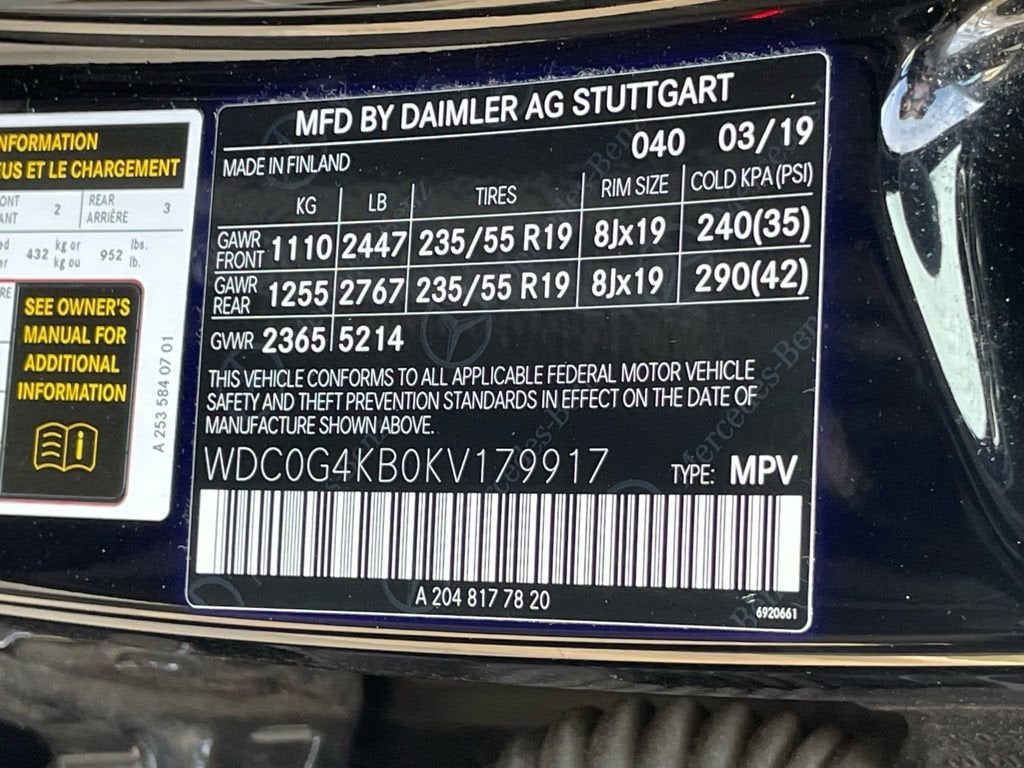 NFORMATION
EUS ET LE CHARGEMENT
ONT
ANT
2
REAR
ARRIÈRE
3
432
kg or
kg ou
952
lbs.
lb.
SEE OWNER'S
MANUAL FOR
ADDITIONAL
INFORMATION
A 253 584 07 01
MFD BY DAIMLER AG STUTTGART
MADE IN FINLAND 040 03/19
KG LB TIRES RIM SIZE COLD KPA (PSI)
GAWR
FRONT 1110 2447 235/55 R19 8Jx19 240(35)
GAWR
REAR 1255 2767 235/55 R19 8Jx19 290(42)
GVWR 2365 5214
THIS VEHICLE CONFORMS TO ALL APPLICABLE FEDERAL MOTOR VEHICLE
SAFETY AND THEFT PREVENTION STANDARDS IN EFFECT ON THE DATE OF
MANUFACTURE SHOWN ABOVE.
WDC0G4KB0KV179917 TYPE: MPV
A 204 817 78 20
6920661